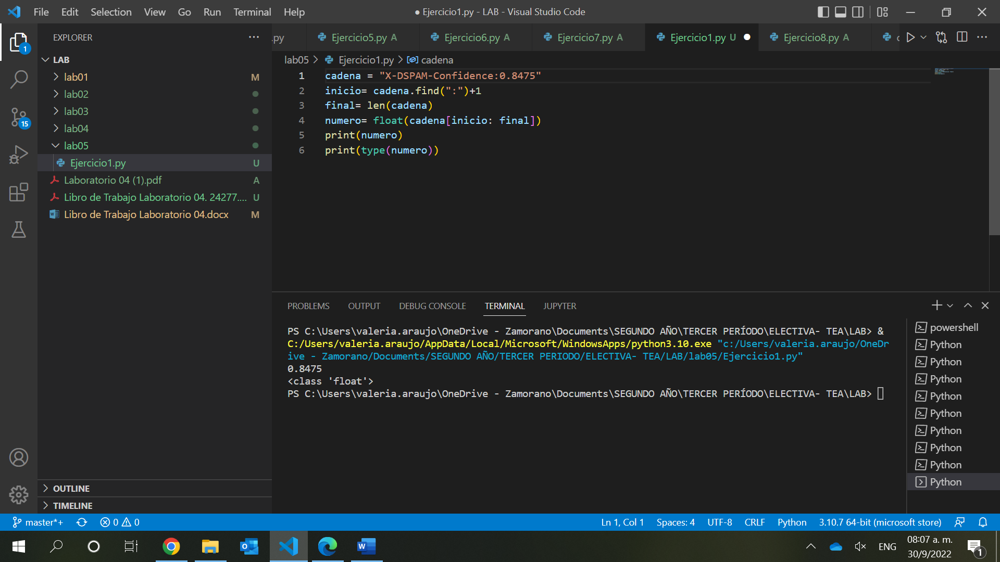 File Edit Selection View Go Run Terminal Help
● Ejercicio1.py - LAB - Visual Studio Code
EXPLORER
.py
Ejercicio5.py A
Ejercicio6.py A
Ejercicio7.py A
Ejercicio1.py U
Ejercicio8.py A
1
15
LAB
lab01 M
lab02
lab03
lab04
lab05
Ejercicio1.py U
Laboratorio 04 (1).pdf A
Libro de Trabajo Laboratorio 04. 24277.... U
Libro de Trabajo Laboratorio 04.docx M
OUTLINE
TIMELINE
lab05 > Ejercicio1.py > cadena
1 cadena = "X-DSPAM-Confidence:0.8475"
2 inicio= cadena.find(":")+1
3 final= len(cadena)
4 numero= float(cadena[inicio: final])
5 print(numero)
6 print(type(numero))
PROBLEMS OUTPUT DEBUG CONSOLE TERMINAL JUPYTER
PS C:\Users\valeria.araujo\OneDrive - Zamorano\Documents\SEGUNDO AÑO\TERCER PERÍODO\ELECTIVA- TEA\LAB> &
C:/Users/valeria.araujo/AppData/Local/Microsoft/WindowsApps/python3.10.exe "c:/Users/valeria.araujo/OneDr
ive - Zamorano/Documents/SEGUNDO AÑO/TERCER PERIODO/ELECTIVA- TEA/LAB/lab05/Ejercicio1.py"
0.8475
<class 'float'>
PS C:\Users\valeria.araujo\OneDrive - Zamorano\Documents\SEGUNDO AÑO\TERCER PERÍODO\ELECTIVA- TEA\LAB>
powershell
Python
Python
Python
Python
Python
Python
Python
Python
Python
master*+ 0 0
Ln 1, Col 1 Spaces: 4 UTF-8 CRLF Python 3.10.7 64-bit (microsoft store)
ENG
08:07 a. m.
30/9/2022
1